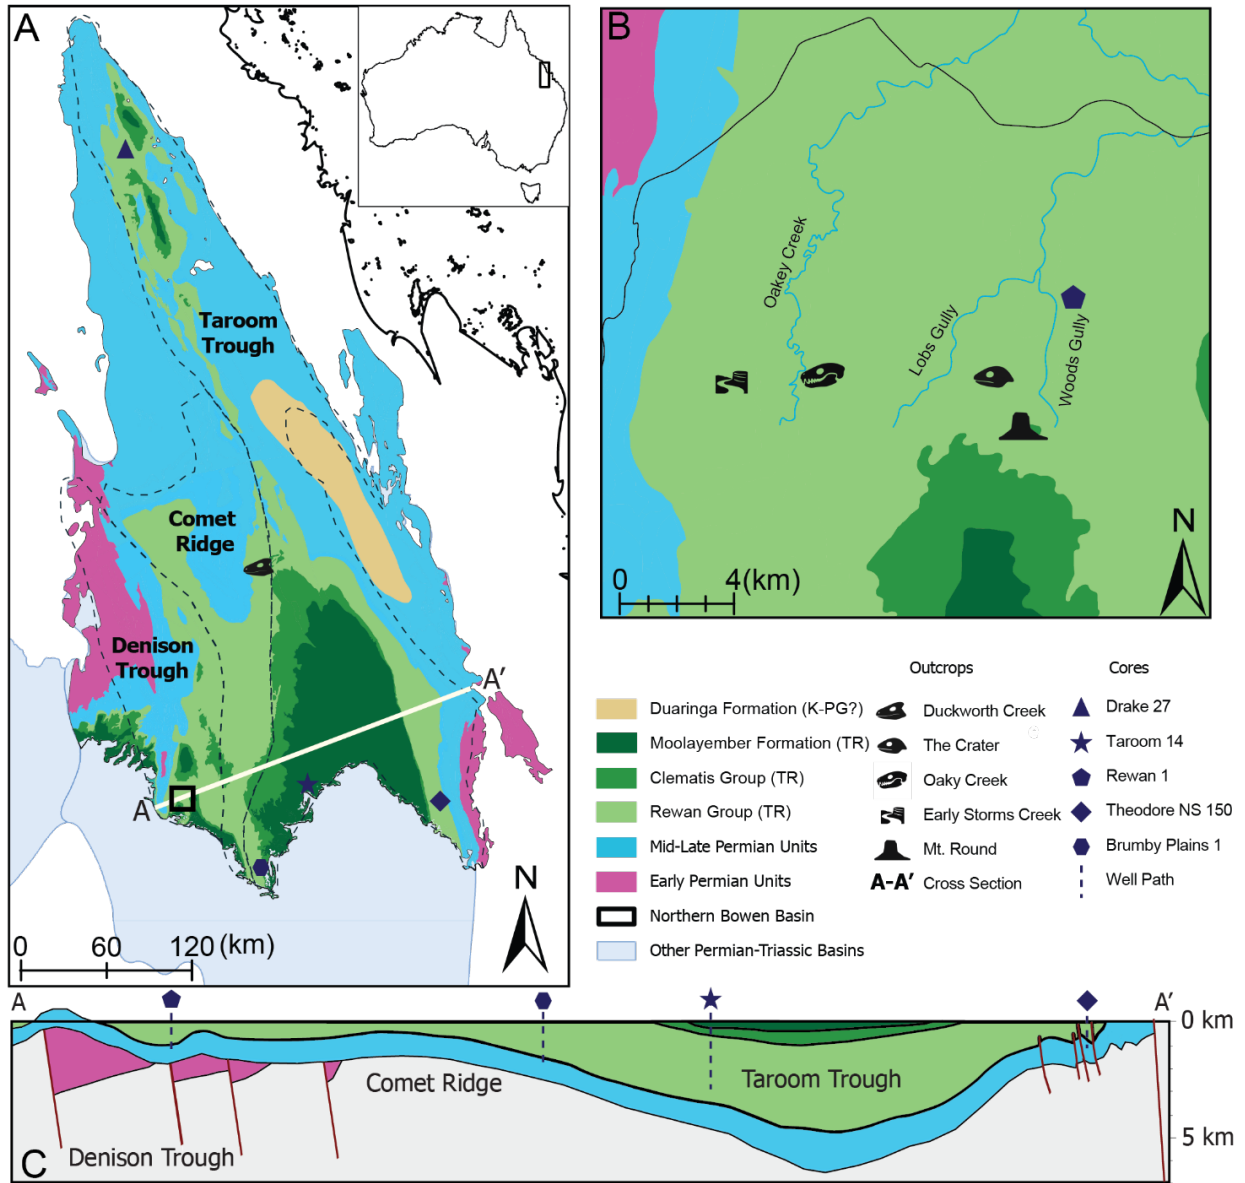 A
Taroom
Trough
Comet
Ridge
Denison
Trough
A
A'
N
0 60 120 (km)
B
Oakey Creek
Lobs Gully
Woods Gully
N
0 4 (km)
Outcrops
Cores
Duaringa Formation (K-PG?)
Moolayember Formation (TR)
Clematis Group (TR)
Rewan Group (TR)
Mid-Late Permian Units
Early Permian Units
Northern Bowen Basin
Other Permian-Triassic Basins
Duckworth Creek
The Crater
Oaky Creek
Early Storms Creek
Mt. Round
A-A' Cross Section
Drake 27
Taroom 14
Rewan 1
Theodore NS 150
Brumby Plains 1
Well Path
A
A'
0 km
Comet Ridge
Taroom Trough
5 km
C
Denison Trough